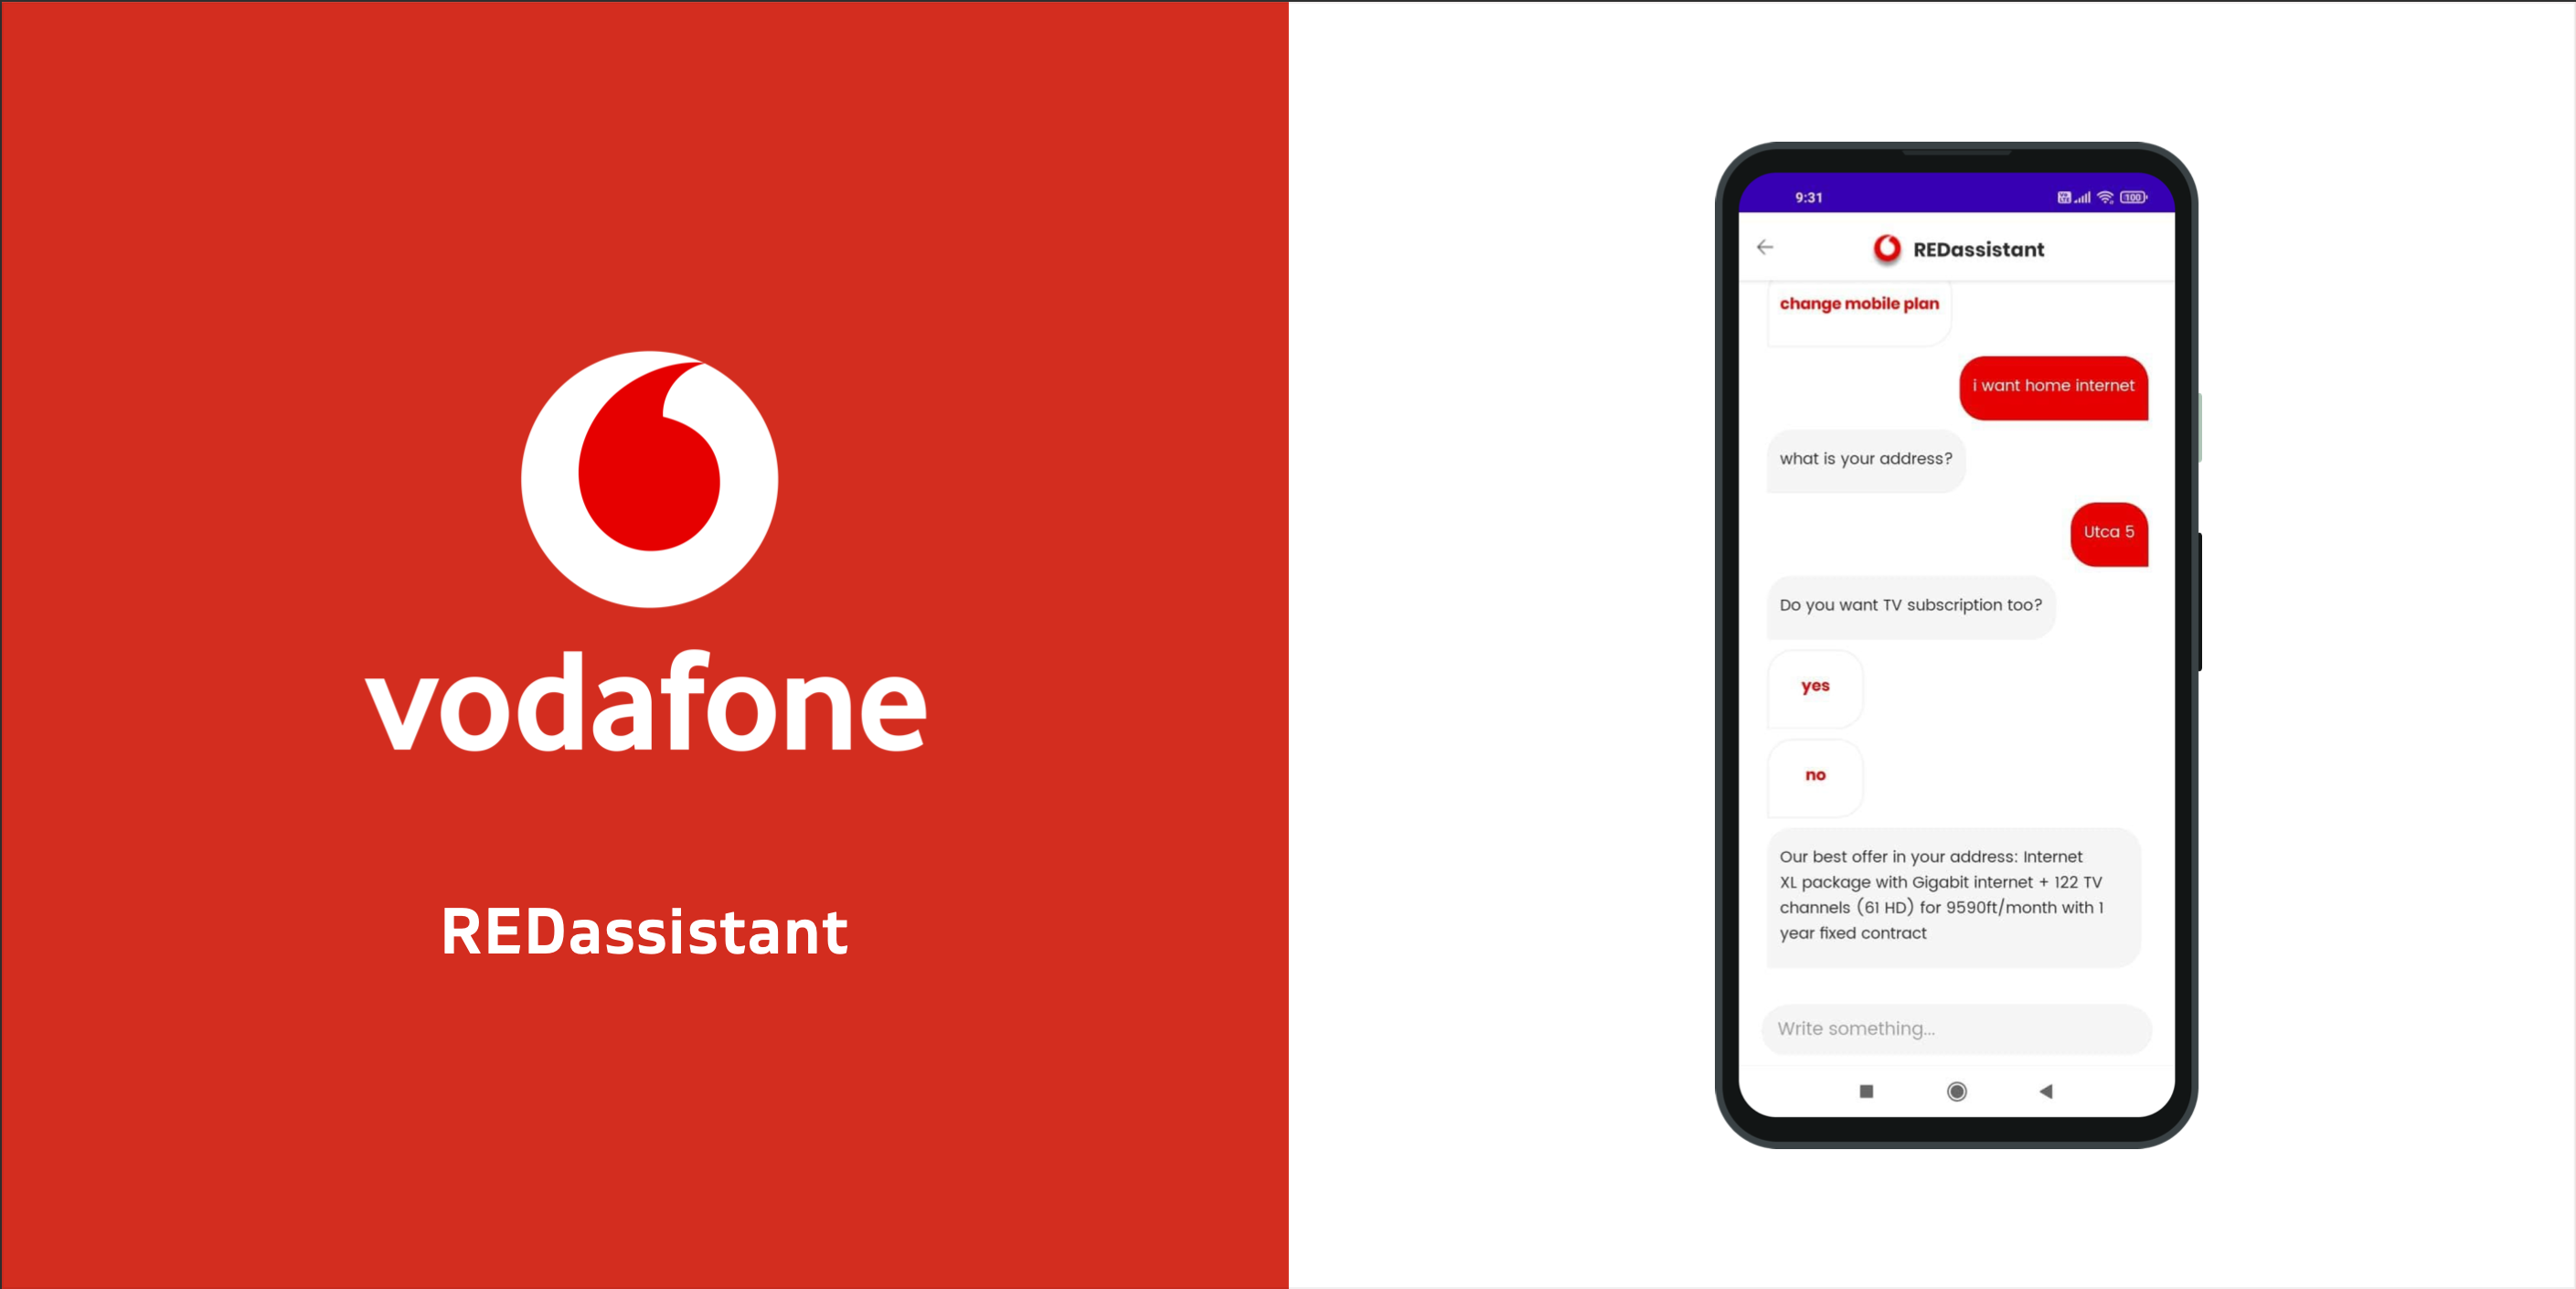 vodafone
REDassistant
9:31
100
REDassistant
change mobile plan
i want home internet
what is your address?
Utca 5
Do you want TV subscription too?
yes
no
Our best offer in your address: Internet
XL package with Gigabit internet + 122 TV
channels (61 HD) for 9590ft/month with 1
year fixed contract
Write something...